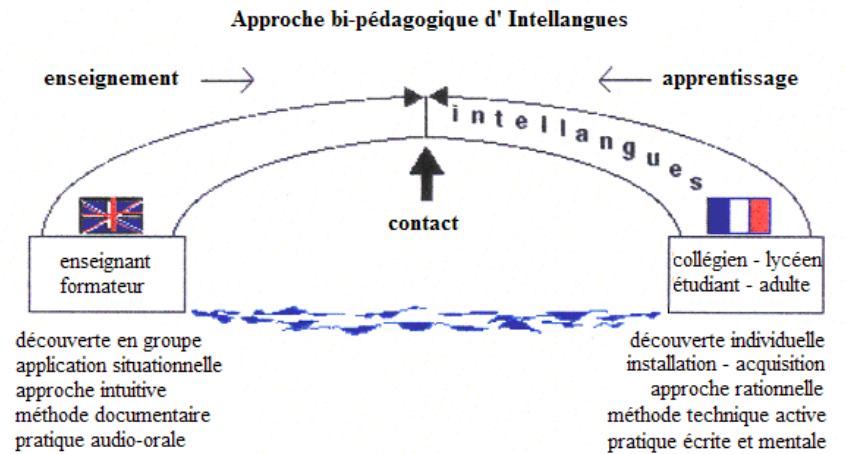 Approche bi-pédagogique d' Intellangues
enseignement
apprentissage
intellangues
contact
enseignant
formateur
collégien - lycéen
étudiant - adulte
découverte en groupe
application situationnelle
approche intuitive
méthode documentaire
pratique audio-orale
découverte individuelle
installation - acquisition
approche rationnelle
méthode technique active
pratique écrite et mentale